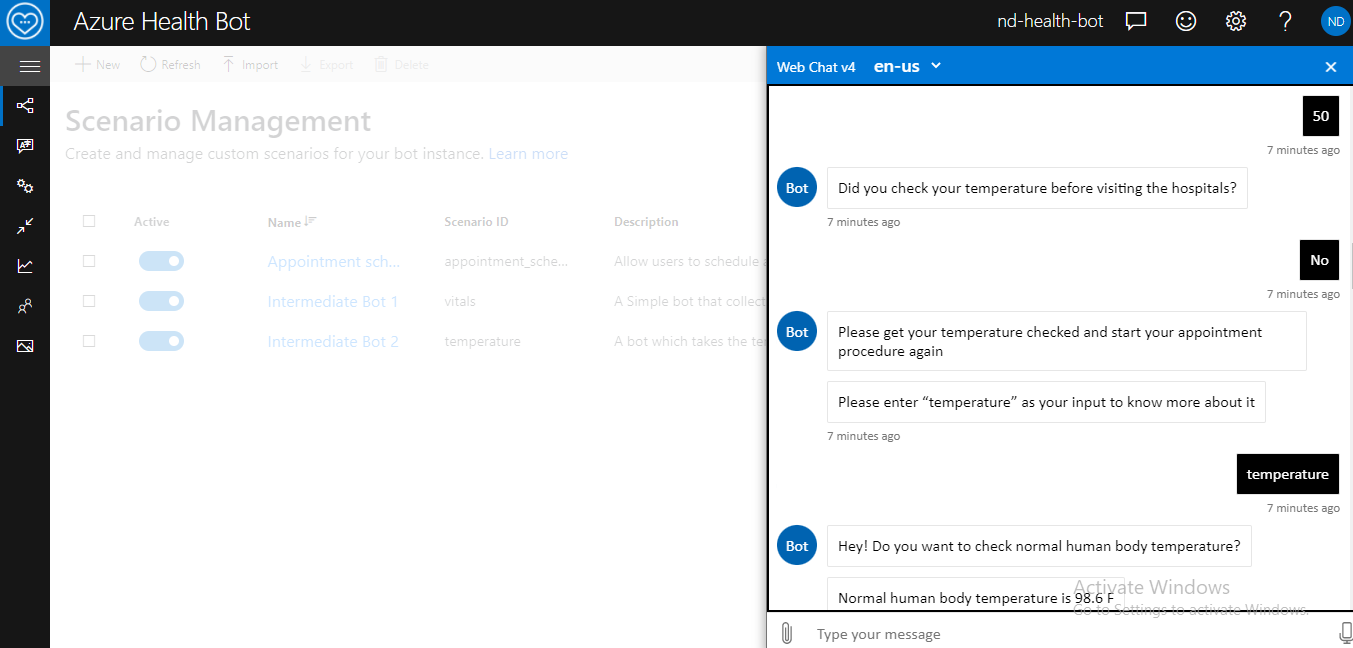 Azure Health Bot
nd-health-bot
ND
New
Refresh
Import
Export
Delete
Web Chat v4
en-us
Scenario Management
Create and manage custom scenarios for your bot instance. Learn more
Active
Name
Scenario ID
Description
Appointment sch...
appointment_sche...
Allow users to schedule
Intermediate Bot 1
vitals
A Simple bot that collect
Intermediate Bot 2
temperature
A bot which takes the
50
7 minutes ago
Bot
Did you check your temperature before visiting the hospitals?
7 minutes ago
No
7 minutes ago
Bot
Please get your temperature checked and start your appointment
procedure again
Please enter “temperature” as your input to know more about it
7 minutes ago
temperature
7 minutes ago
Bot
Hey! Do you want to check normal human body temperature?
Normal human body temperature is 98.6 F
Activate Windows
Go to Settings to activate Windows.
Type your message